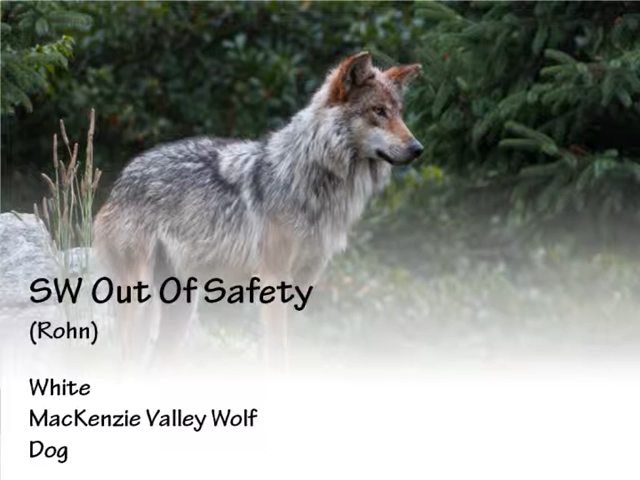 SW Out Of Safety
(Rohn)
White
MacKenzie Valley Wolf
Dog